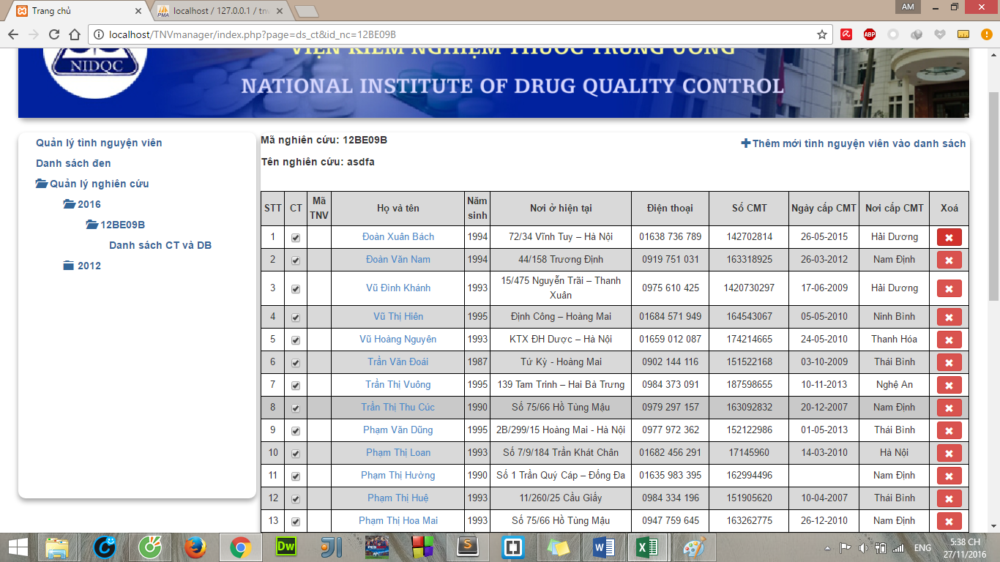 AM
Trang chủ
localhost / 127.0.0.1 / tnv
localhost/TNVmanager/index.php?page=ds_ct&id_nc=12BE09B
ABP
VIỆN KIỂM NGHIỆM THUỐC TRUNG ƯƠNG
NIDQC
NATIONAL INSTITUTE OF DRUG QUALITY CONTROL
Quản lý tình nguyện viên
Danh sách đen
Quản lý nghiên cứu
2016
12BE09B
Danh sách CT và DB
2012
Mã nghiên cứu: 12BE09B
Thêm mới tình nguyện viên vào danh sách
Tên nghiên cứu: asdfa
STT CT Mã TNV Họ và tên Năm sinh Nơi ở hiện tại Điện thoại Số CMT Ngày cấp CMT Nơi cấp CMT Xoá
1 Đoàn Xuân Bách 1994 72/34 Vĩnh Tuy – Hà Nội 01638 736 789 142702814 26-05-2015 Hải Dương
2 Đoàn Văn Nam 1994 44/158 Trương Định 0919 751 031 163318925 26-03-2012 Nam Định
3 Vũ Đình Khánh 1993 15/475 Nguyễn Trãi – Thanh Xuân 0975 610 425 1420730297 17-06-2009 Hải Dương
4 Vũ Thị Hiên 1995 Định Công – Hoàng Mai 01684 571 949 164543067 05-05-2010 Ninh Bình
5 Vũ Hoàng Nguyên 1993 KTX ĐH Dược – Hà Nội 01659 012 087 174214665 24-05-2010 Thanh Hóa
6 Trần Văn Đoái 1987 Tứ Kỳ - Hoàng Mai 0902 144 116 151522168 03-10-2009 Thái Bình
7 Trần Thị Vuông 1995 139 Tam Trinh – Hai Bà Trưng 0984 373 091 187598655 10-11-2013 Nghệ An
8 Trần Thị Thu Cúc 1990 Số 75/66 Hồ Tùng Mậu 0979 297 157 163092832 20-12-2007 Nam Định
9 Phạm Văn Dũng 1995 2B/299/15 Hoàng Mai - Hà Nội 0977 972 362 152122986 01-05-2013 Thái Bình
10 Phạm Thị Loan 1993 Số 7/9/184 Trần Khát Chân 01682 456 291 17145960 14-03-2010 Hà Nội
11 Phạm Thị Hường 1990 Số 1 Trần Quý Cáp – Đống Đa 01635 983 395 162994496 Nam Định
12 Phạm Thị Huệ 1993 11/260/25 Cầu Giấy 0984 334 196 151905620 10-04-2007 Thái Bình
13 Phạm Thị Hoa Mai 1993 Số 75/66 Hồ Tùng Mậu 0947 759 645 163262775 26-12-2010 Nam Định
Dw
ENG
5:38 CH
27/11/2016